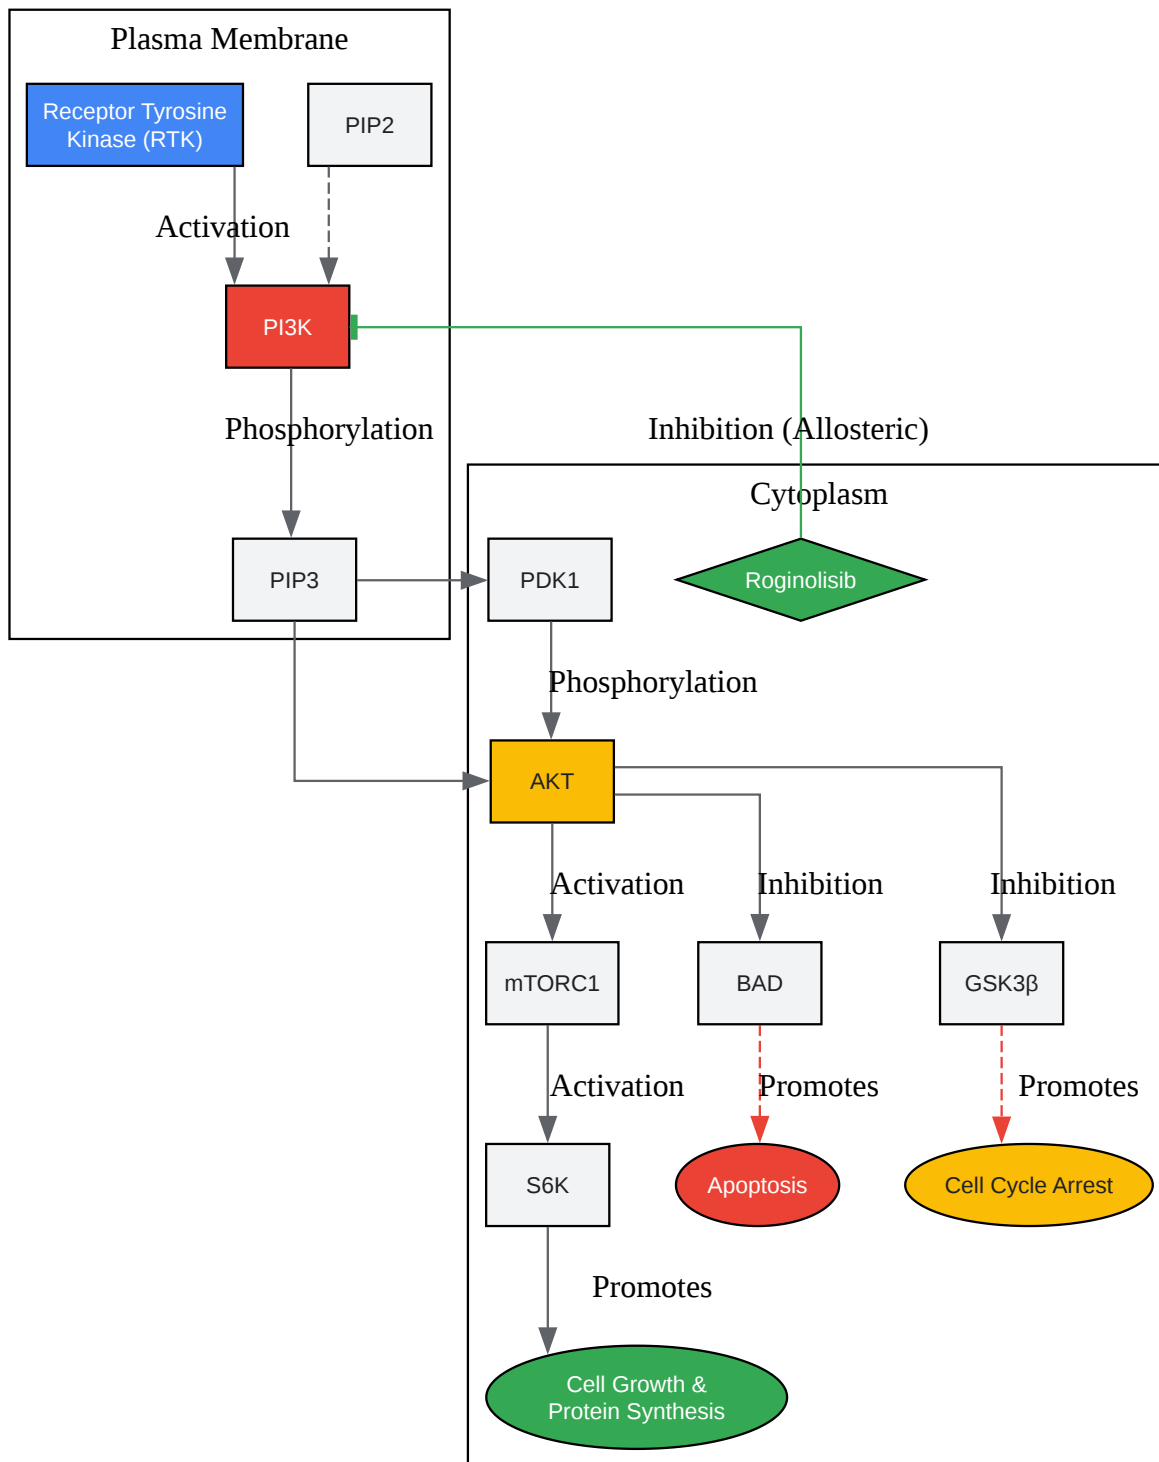 Plasma Membrane
Receptor Tyrosine
Kinase (RTK)
PIP2
Activation
PI3K
Phosphorylation
Inhibition (Allosteric)
Cytoplasm
PIP3
PDK1
Roginolisib
Phosphorylation
AKT
Activation
Inhibition
Inhibition
mTORC1
BAD
GSK3β
Activation
Promotes
Promotes
S6K
Apoptosis
Cell Cycle Arrest
Promotes
Cell Growth &
Protein Synthesis